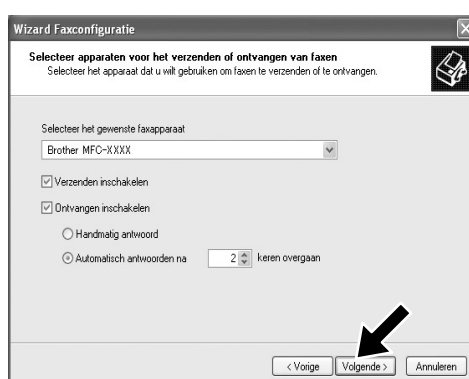 Wizard Faxconfiguratie
Selecteer apparaten voor het verzenden of ontvangen van faxen
Selecteer het apparaat dat u wilt gebruiken om faxen te verzenden of te ontvangen.
Selecteer het gewenste faxapparaat
Brother MFC-XXXX
Verzenden inschakelen
Ontvangen inschakelen
Handmatig antwoord
Automatisch antwoorden na 2 keren overgaan
< Vorige Volgende > Annuleren